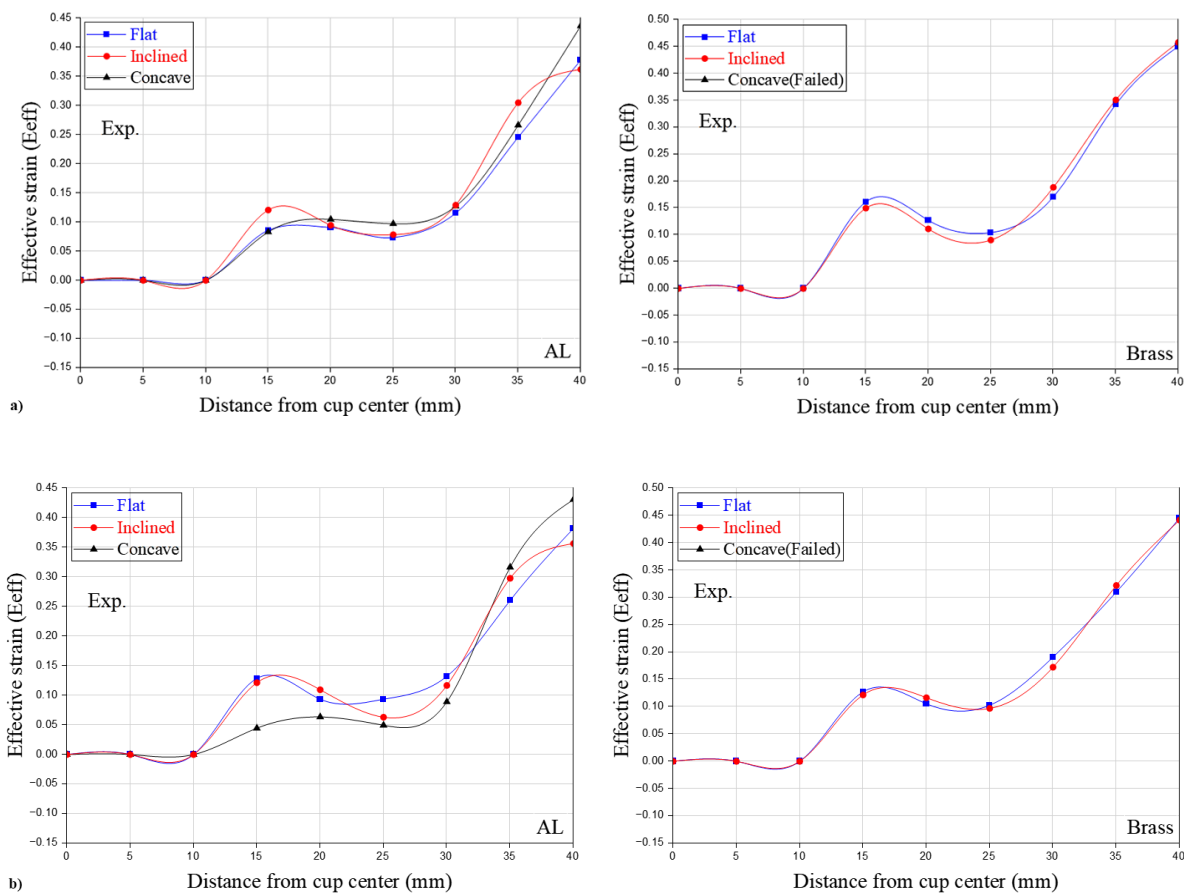 0.45
0.40
0.35
0.30
0.25
0.20
0.15
0.10
0.05
0.00
−0.05
−0.10
−0.15
Effective strain (Eeff)
Flat
Inclined
Concave
Exp.
AL
0 5 10 15 20 25 30 35 40
Distance from cup center (mm)
0.50
0.45
0.40
0.35
0.30
0.25
0.20
0.15
0.10
0.05
0.00
−0.05
−0.10
−0.15
Effective strain (Eeff)
Flat
Inclined
Concave(Failed)
Exp.
Brass
0 5 10 15 20 25 30 35 40
Distance from cup center (mm)
a)
0.45
0.40
0.35
0.30
0.25
0.20
0.15
0.10
0.05
0.00
−0.05
−0.10
−0.15
Effective strain (Eeff)
Flat
Inclined
Concave
Exp.
AL
0 5 10 15 20 25 30 35 40
Distance from cup center (mm)
0.50
0.45
0.40
0.35
0.30
0.25
0.20
0.15
0.10
0.05
0.00
−0.05
−0.10
−0.15
Effective strain (Eeff)
Flat
Inclined
Concave(Failed)
Exp.
Brass
0 5 10 15 20 25 30 35 40
Distance from cup center (mm)
b)